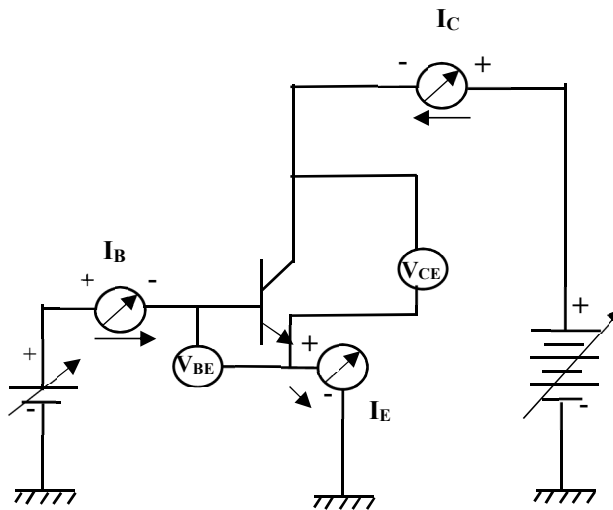 I_C
- +
I_B
+ -
V_CE
+
+
+
V_BE
-
-
I_E
-